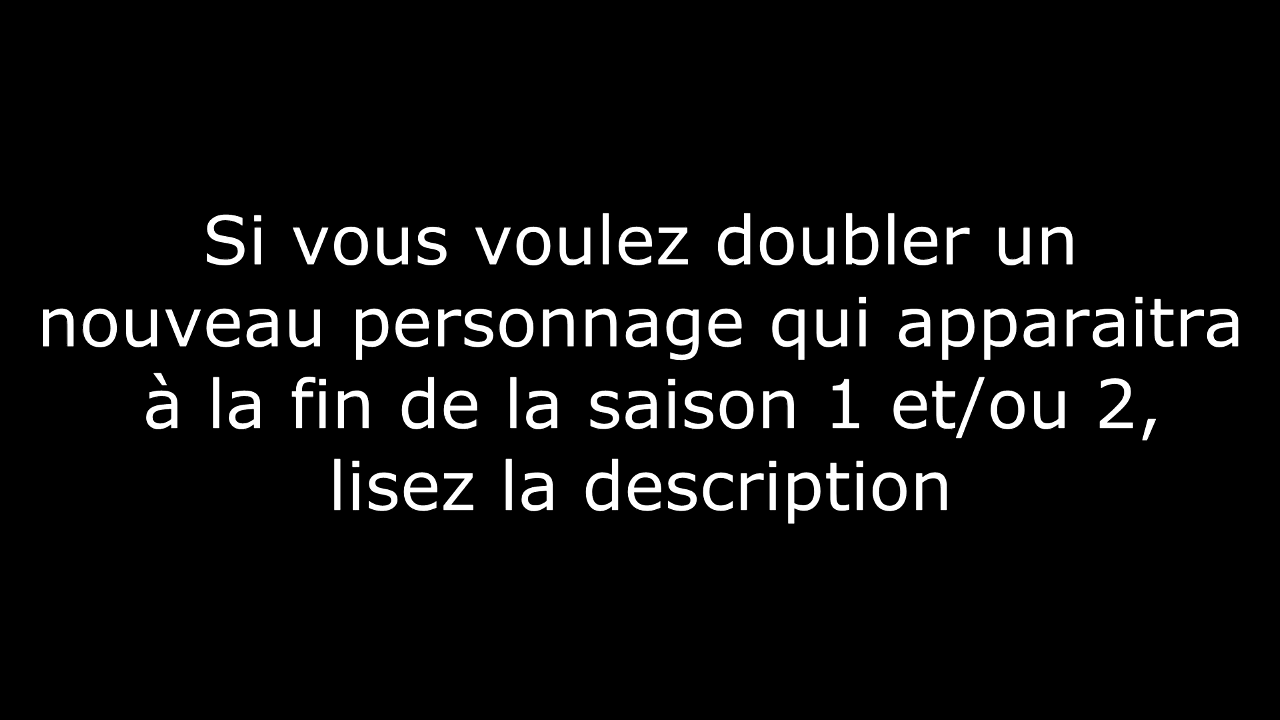 Si vous voulez doubler un
nouveau personnage qui apparaitra
à la fin de la saison 1 et/ou 2,
lisez la description